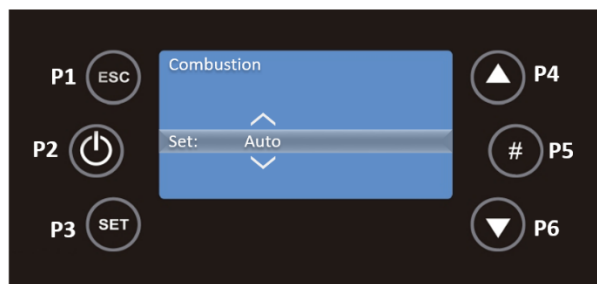 Combustion
P1 ESC
P4
Set: Auto
P2
# P5
P3 SET
P6